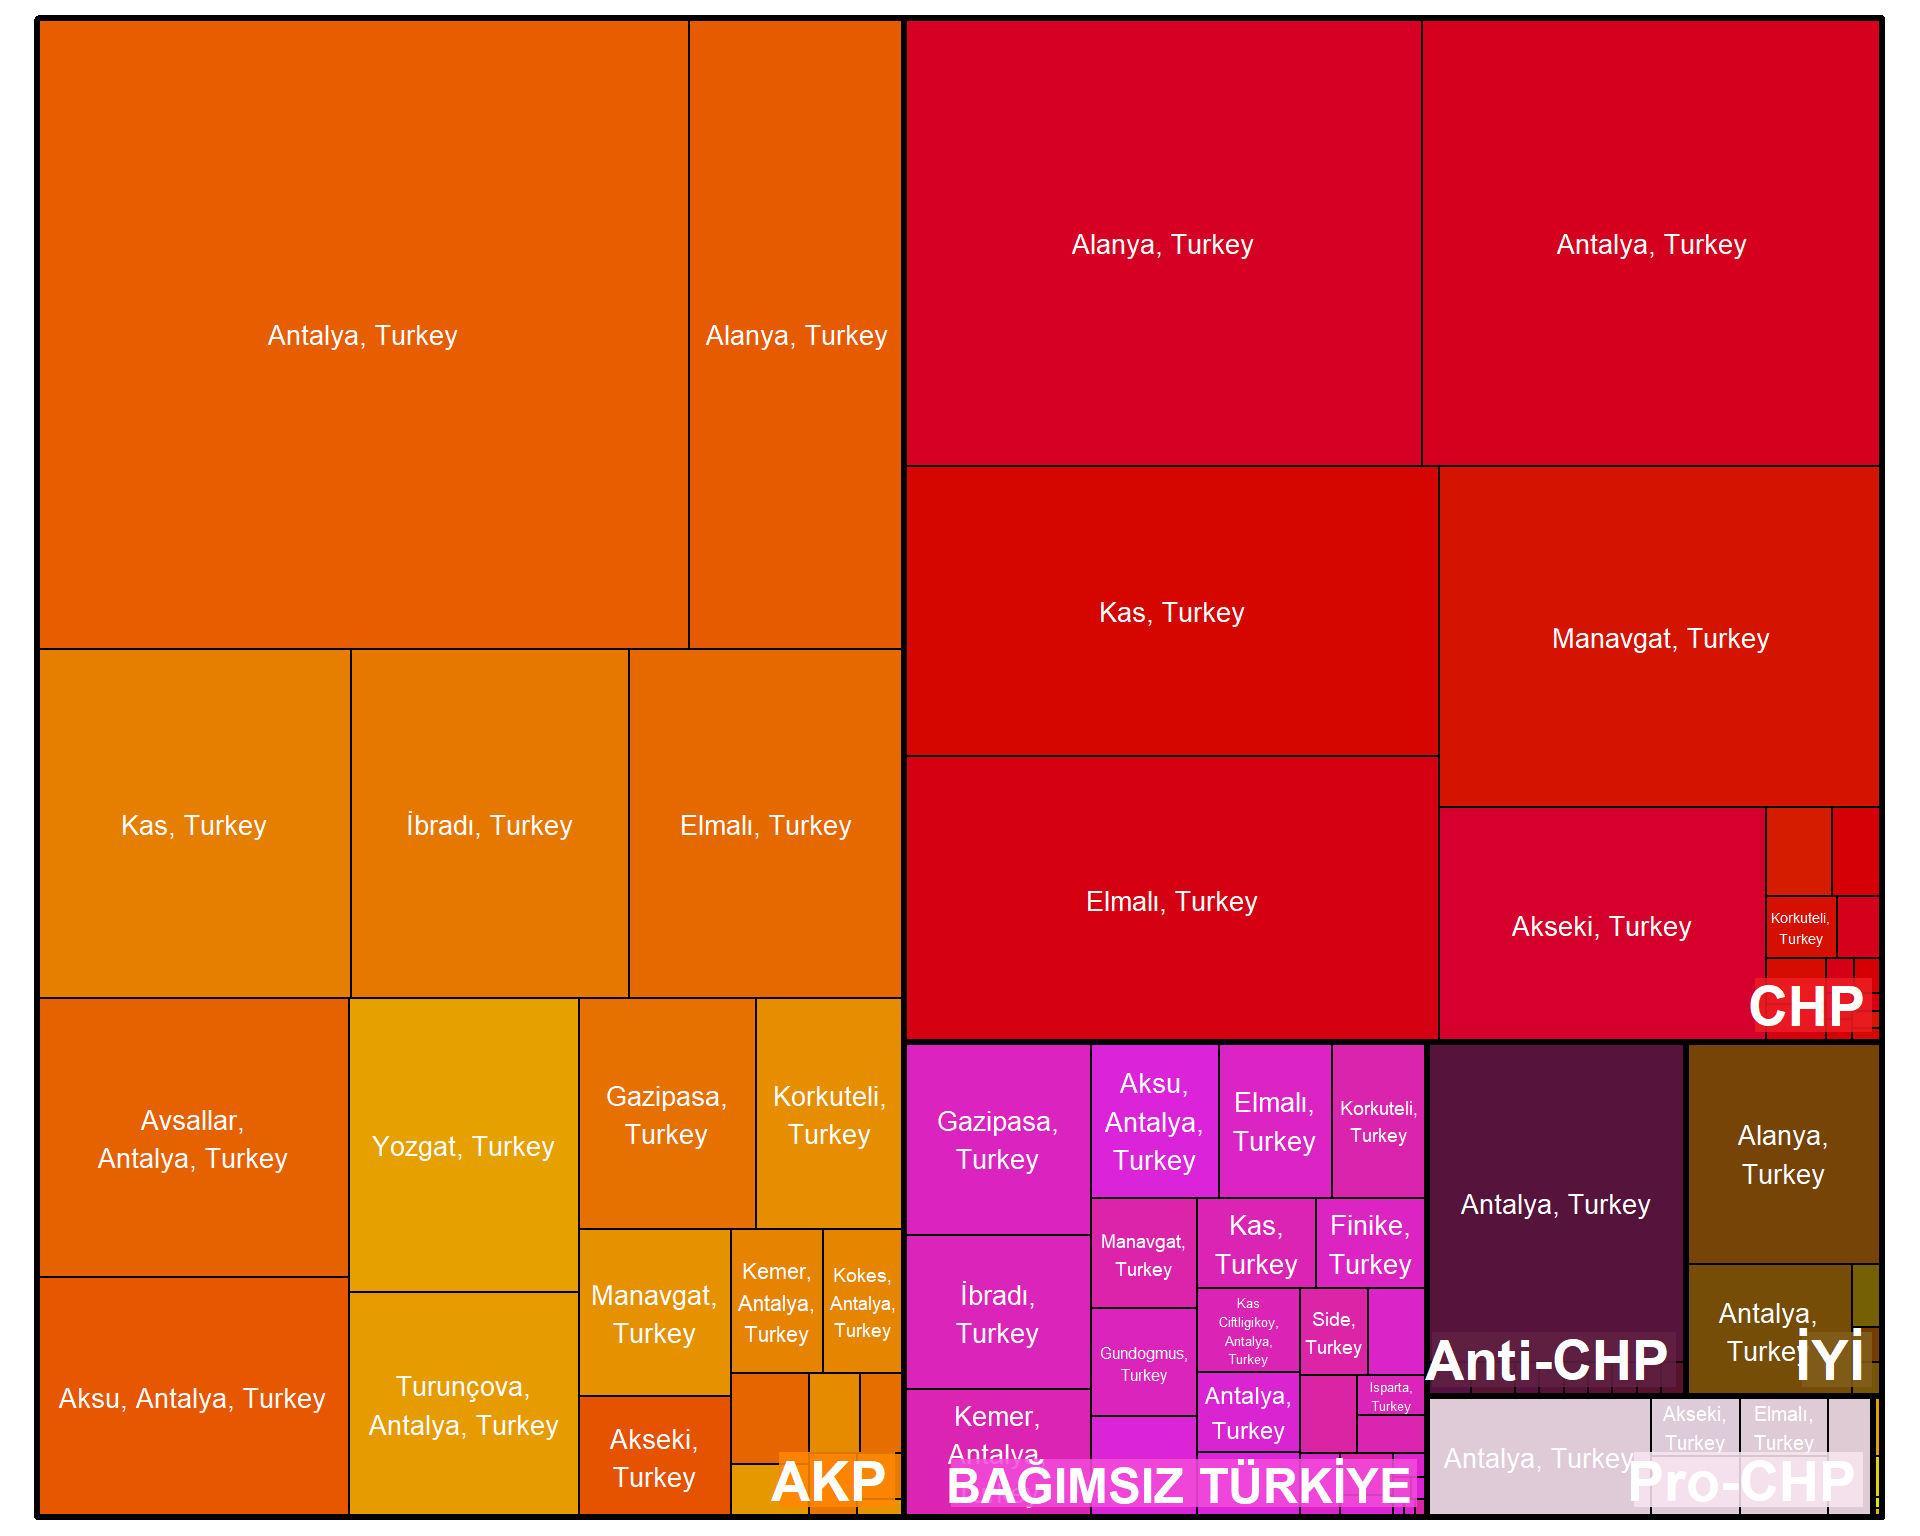 Antalya, Turkey
Alanya, Turkey
Kas, Turkey
İbradı, Turkey
Elmalı, Turkey
Avsallar,
Antalya, Turkey
Aksu, Antalya, Turkey
Yozgat, Turkey
Turunçova,
Antalya, Turkey
Gazipasa,
Turkey
Korkuteli,
Turkey
Manavgat,
Turkey
Kemer,
Antalya,
Turkey
Kokes,
Antalya,
Turkey
Akseki,
Turkey
AKP
Alanya, Turkey
Antalya, Turkey
Kas, Turkey
Manavgat, Turkey
Elmalı, Turkey
Akseki, Turkey
Korkuteli,
Turkey
CHP
Gazipasa,
Turkey
İbradı,
Turkey
Kemer,
Antalya,
Aksu,
Antalya,
Turkey
Elmalı,
Turkey
Korkuteli,
Turkey
Manavgat,
Turkey
Gundogmus,
Turkey
Kas,
Turkey
Finike,
Turkey
Kas
Ciftligikoy,
Antalya,
Turkey
Side,
Turkey
Antalya,
Turkey
Isparta,
Turkey
BAĞIMSIZ TÜRKİYE
Antalya, Turkey
Anti-CHP
Alanya,
Turkey
Antalya,
Turkey
İYİ
Antalya, Turkey
Akseki,
Turkey
Elmalı,
Turkey
Pro-CHP